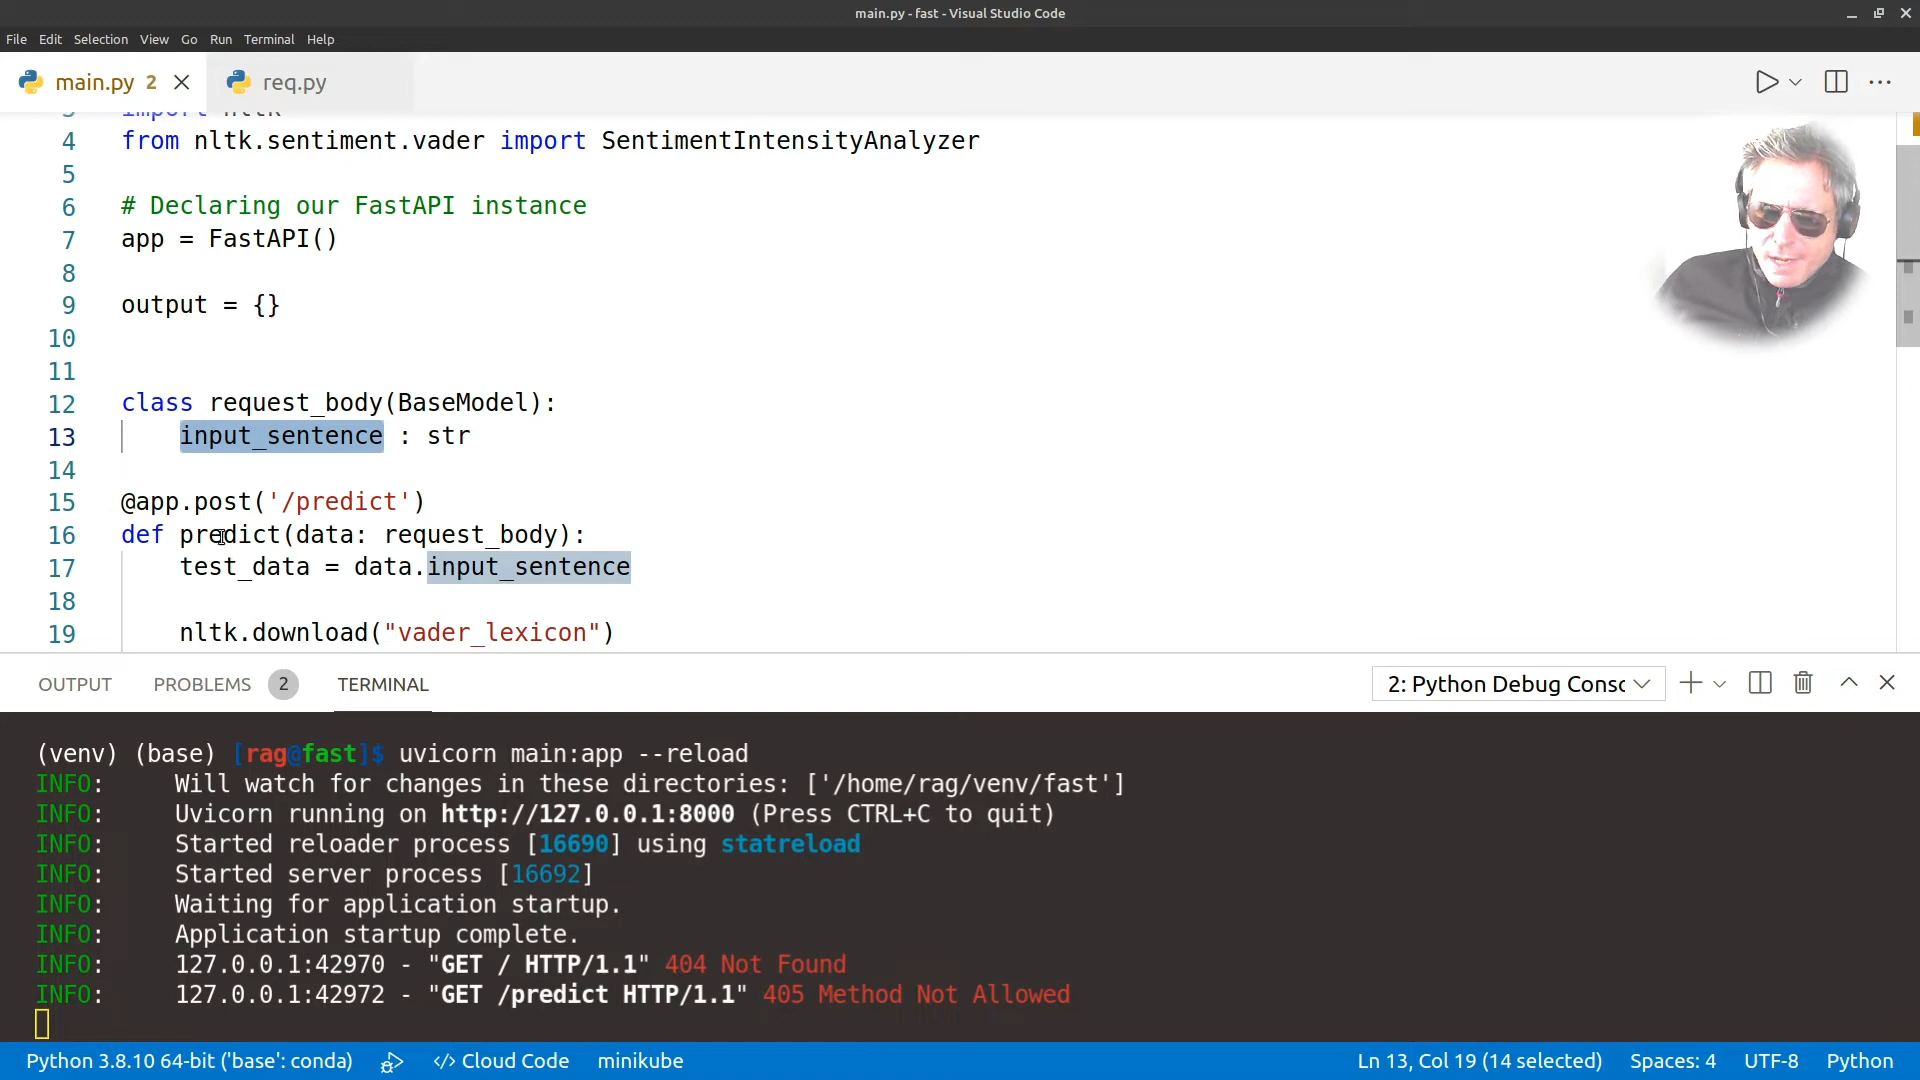 main.py - fast - Visual Studio Code
File Edit Selection View Go Run Terminal Help
main.py 2 req.py
3 import nltk
4 from nltk.sentiment.vader import SentimentIntensityAnalyzer
5
6 # Declaring our FastAPI instance
7 app = FastAPI()
8
9 output = {}
10
11
12 class request_body(BaseModel):
13 input_sentence : str
14
15 @app.post('/predict')
16 def predict(data: request_body):
17 test_data = data.input_sentence
18
19 nltk.download("vader_lexicon")
OUTPUT PROBLEMS 2 TERMINAL 2: Python Debug Consc
(venv) (base) [rag@fast]$ uvicorn main:app --reload
INFO: Will watch for changes in these directories: ['/home/rag/venv/fast']
INFO: Uvicorn running on http://127.0.0.1:8000 (Press CTRL+C to quit)
INFO: Started reloader process [16690] using statreload
INFO: Started server process [16692]
INFO: Waiting for application startup.
INFO: Application startup complete.
INFO: 127.0.0.1:42970 - "GET / HTTP/1.1" 404 Not Found
INFO: 127.0.0.1:42972 - "GET /predict HTTP/1.1" 405 Method Not Allowed
Python 3.8.10 64-bit ('base': conda) </> Cloud Code minikube Ln 13, Col 19 (14 selected) Spaces: 4 UTF-8 Python